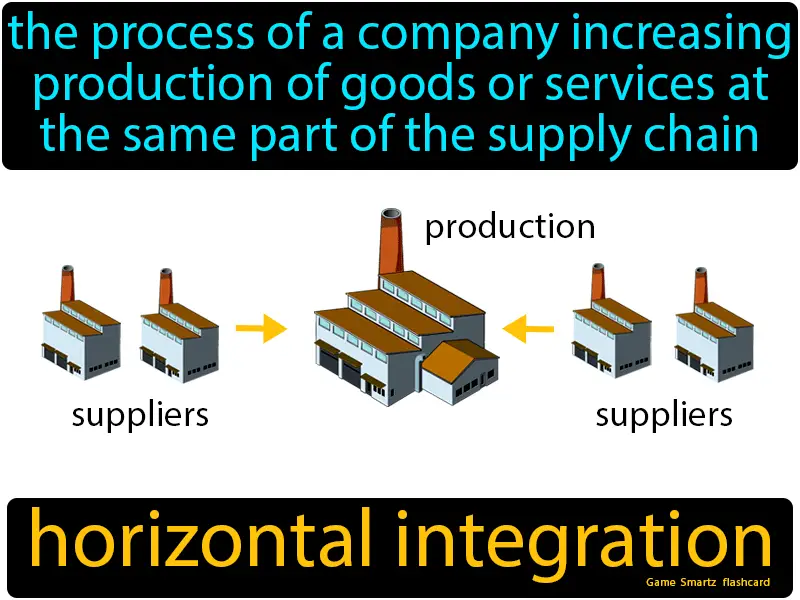 the process of a company increasing
production of goods or services at
the same part of the supply chain
production
suppliers
suppliers
horizontal integration
Game Smartz flashcard